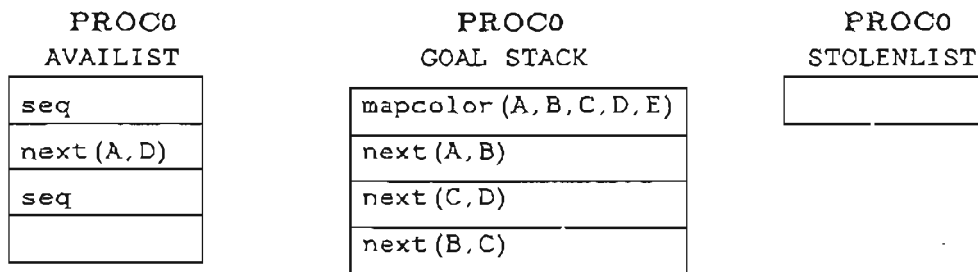 PROC0
AVAILIST
seq
next(A,D)
seq
PROC0
GOAL STACK
mapcolor(A,B,C,D,E)
next(A,B)
next(C,D)
next(B,C)
PROC0
STOLENLIST